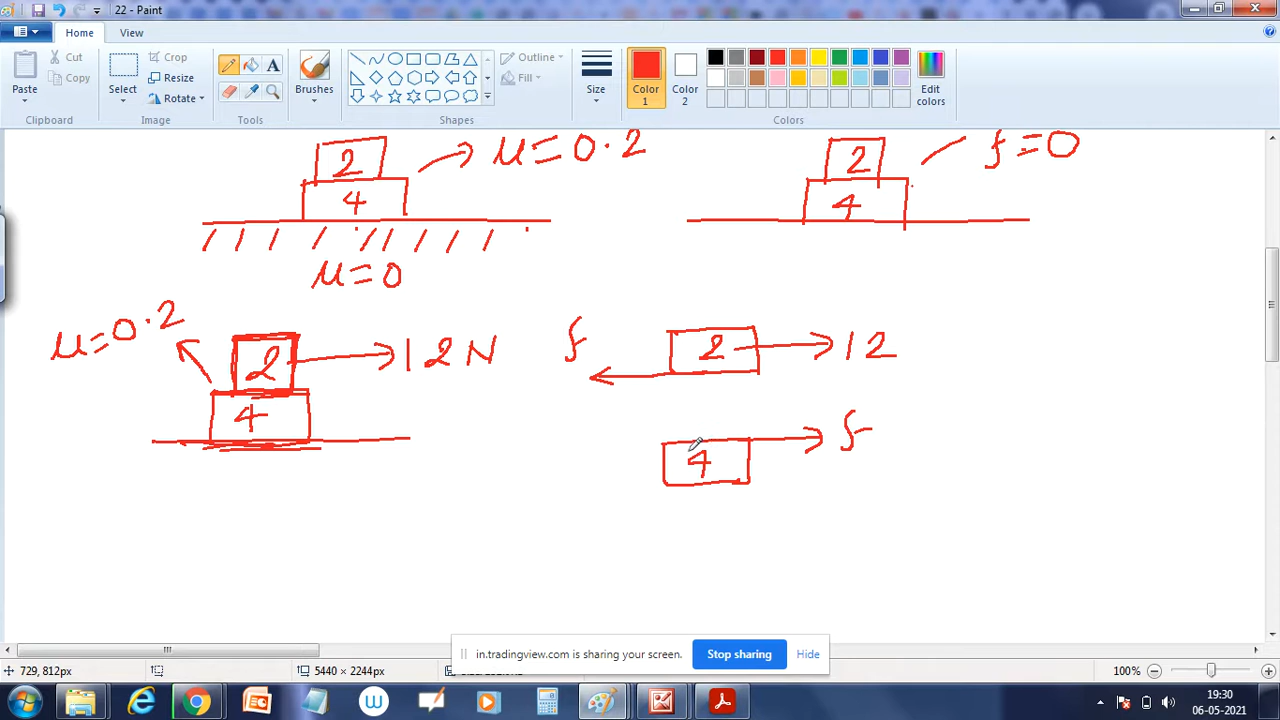 22 - Paint
Home View
Paste
Cut
Copy
Clipboard
Select
Crop
Resize
Rotate
Image
Tools
Brushes
Shapes
Outline
Fill
Size
Color 1
Color 2
Edit colors
Colors
2
4
μ=0.2
μ=0
2
4
f=0
μ=0.2
2
4
12N
f
2
12
4
f
in.tradingview.com is sharing your screen. Stop sharing Hide
729, 812px
5440 × 2244px
100%
19:30
06-05-2021